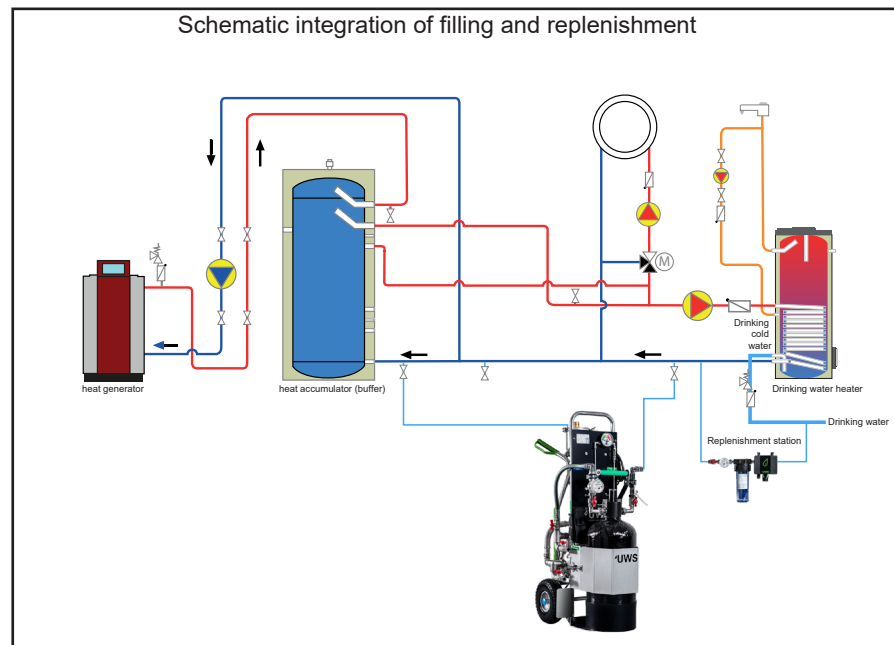 Schematic integration of filling and replenishment
M
Drinking
cold
water
heat generator
heat accumulator (buffer)
Drinking water heater
Drinking water
Replenishment station
UWS